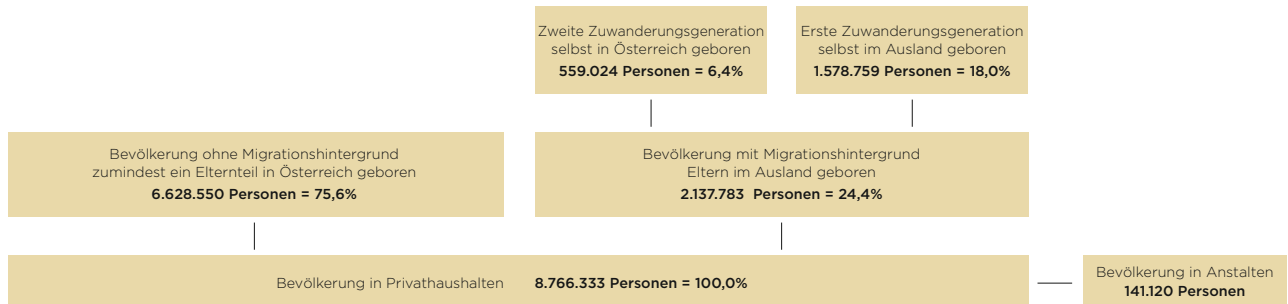 Zweite Zuwanderungsgeneration
selbst in Österreich geboren
559.024 Personen = 6,4%
Erste Zuwanderungsgeneration
selbst im Ausland geboren
1.578.759 Personen = 18,0%
Bevölkerung ohne Migrationshintergrund
zumindest ein Elternteil in Österreich geboren
6.628.550 Personen = 75,6%
Bevölkerung mit Migrationshintergrund
Eltern im Ausland geboren
2.137.783 Personen = 24,4%
Bevölkerung in Privathaushalten 8.766.333 Personen = 100,0%
Bevölkerung in Anstalten
141.120 Personen